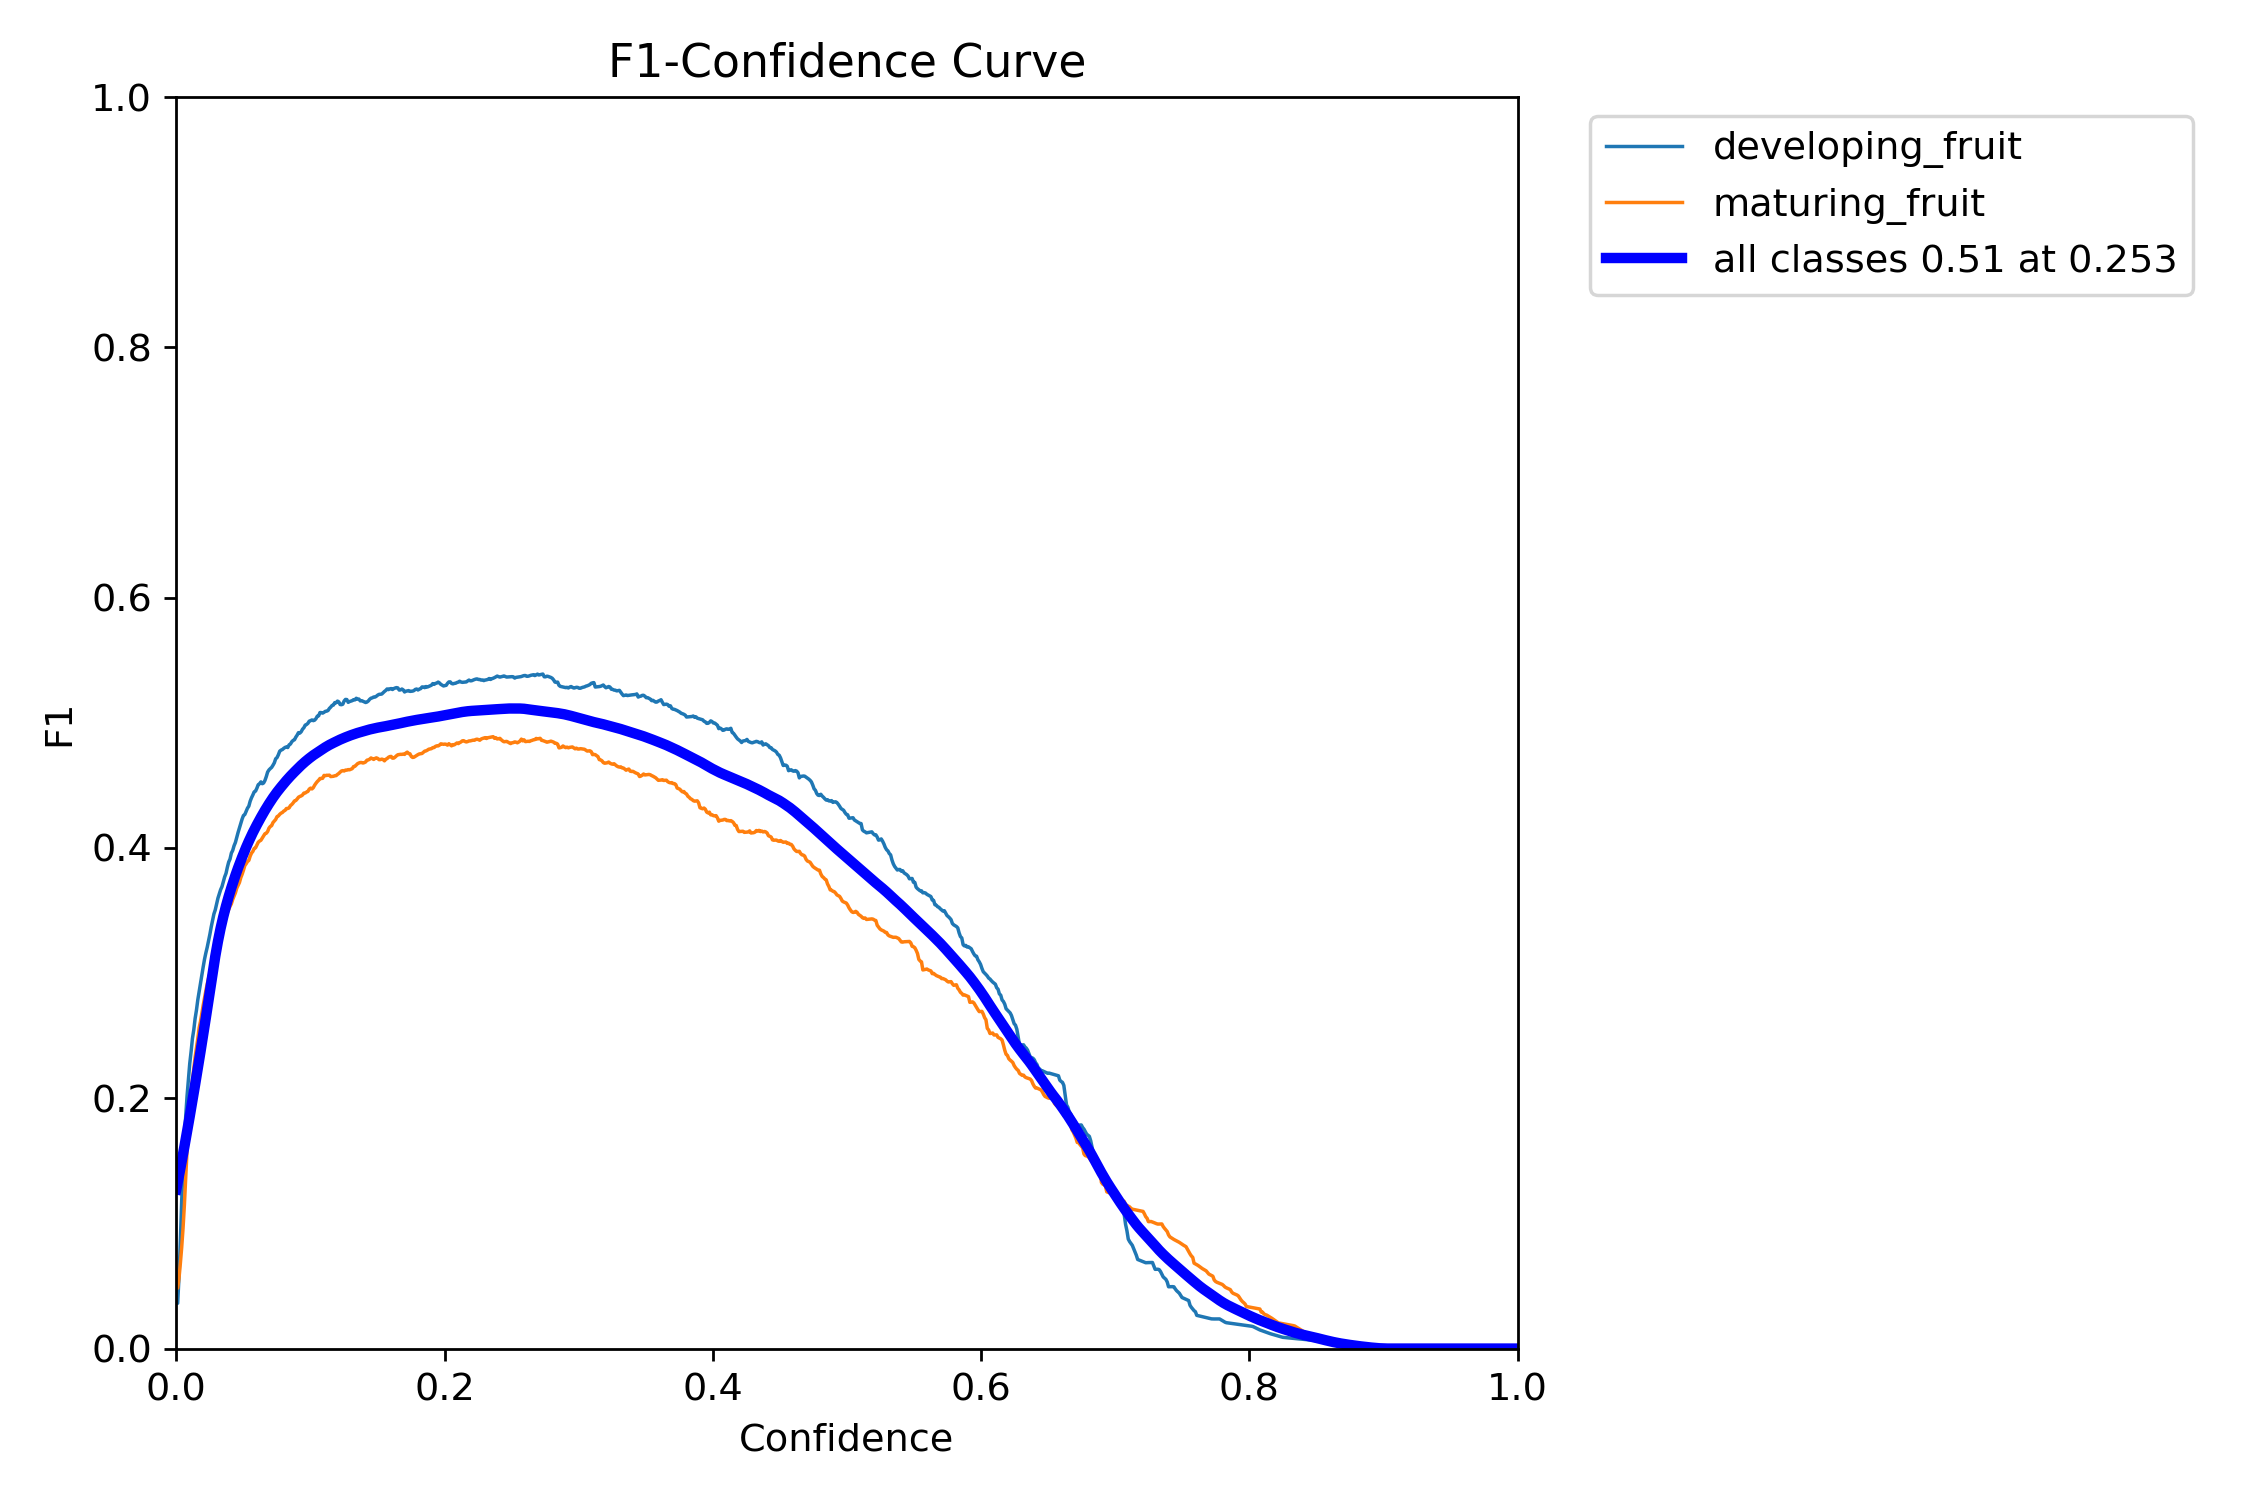 F1-Confidence Curve
1.0
0.8
0.6
0.4
0.2
0.0
F1
0.0 0.2 0.4 0.6 0.8 1.0
Confidence
developing_fruit
maturing_fruit
all classes 0.51 at 0.253